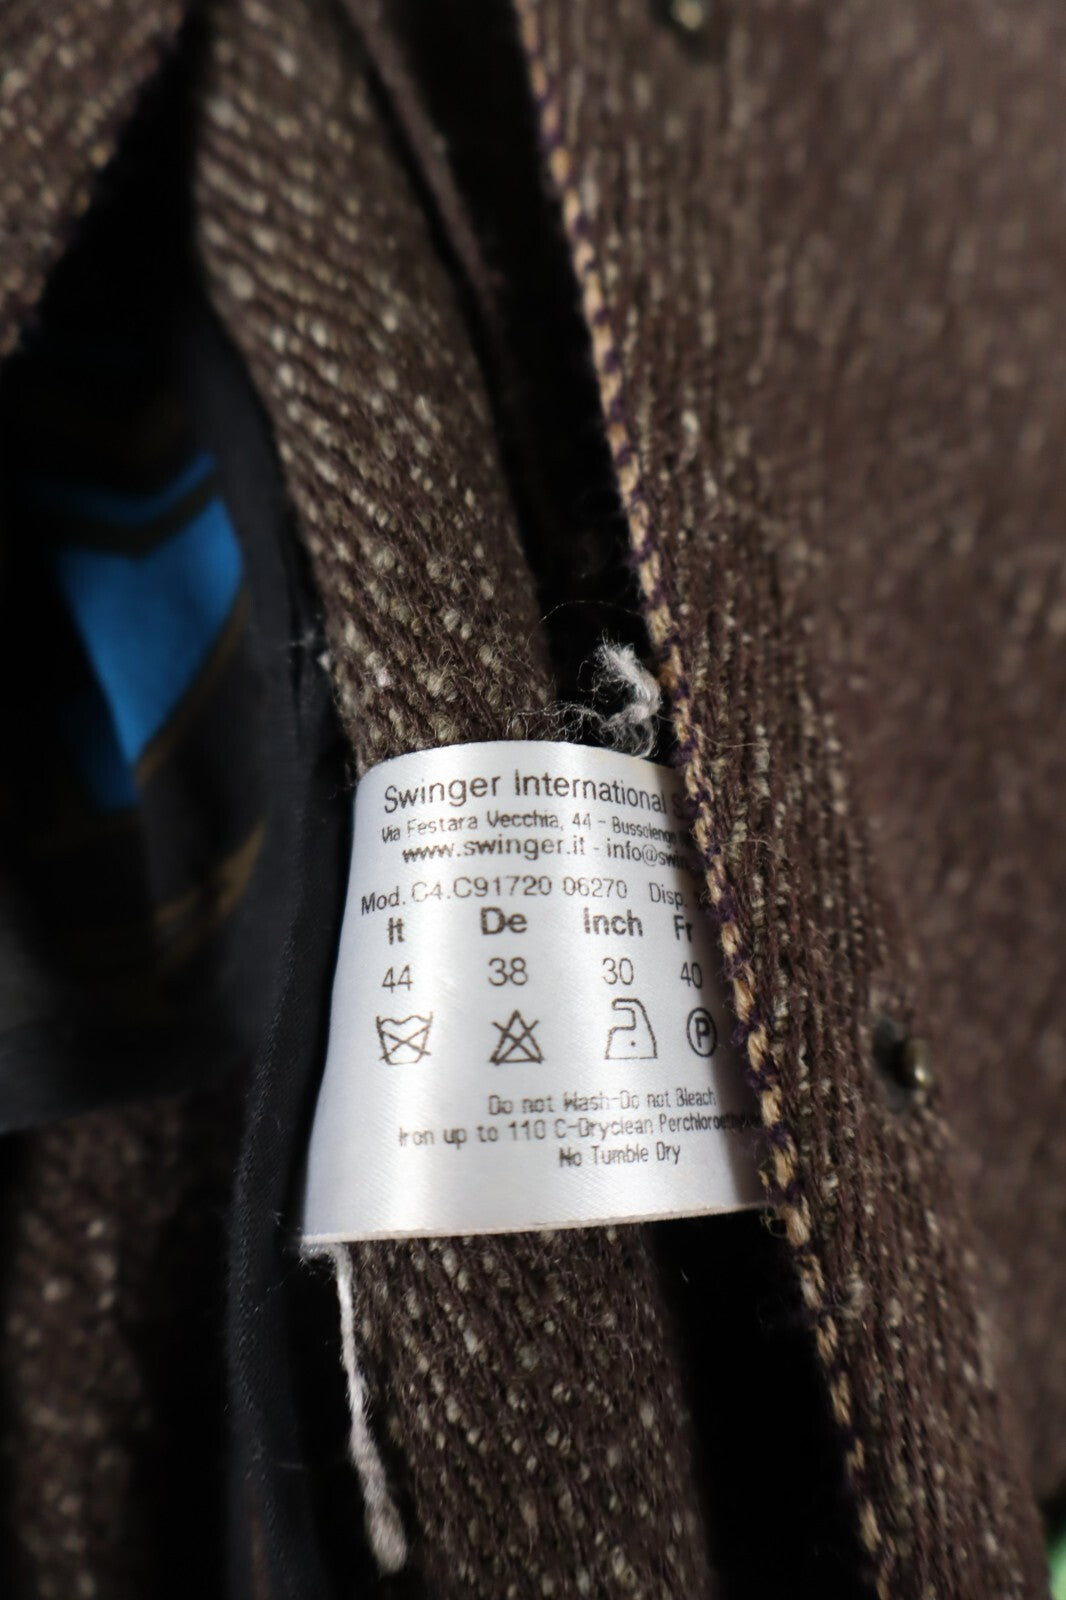 Swinger International
Via Festara Vecchia, 44 - Bussolengo
www.swinger.it - info@swin
Mod. C4.C91720 06270 Disp.
It De Inch Fr
44 38 30 40
P
Do not Wash-Do not Bleach
Iron up to 110 C-Dryclean Perchloroeth
No Tumble Dry